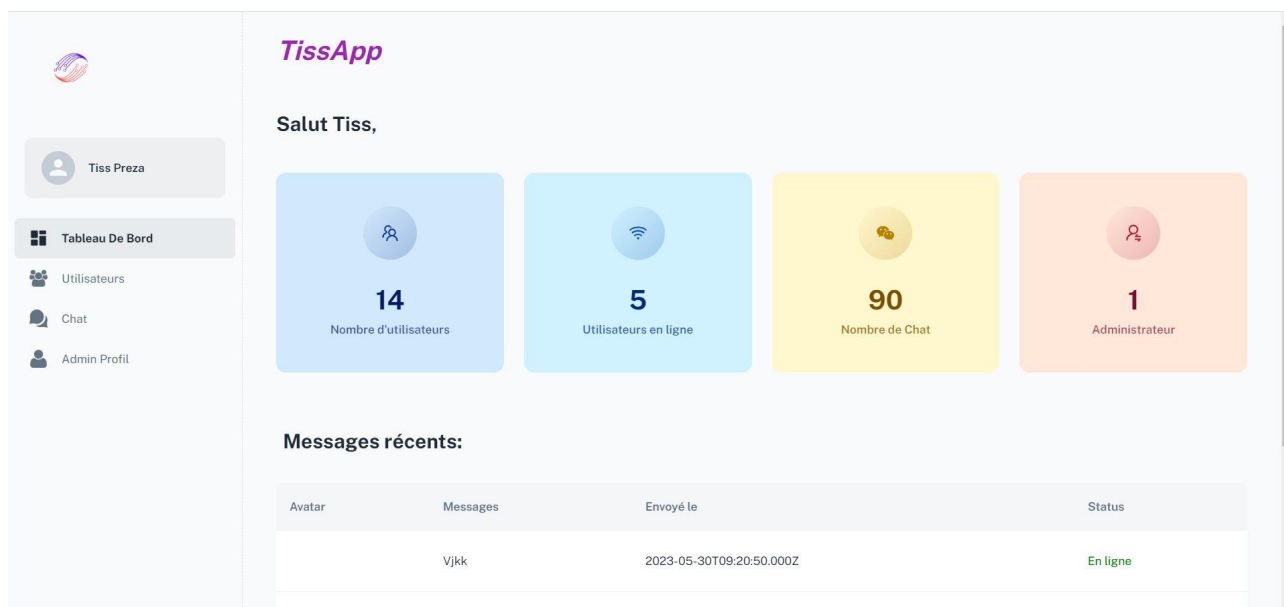 TissApp
Salut Tiss,
Tiss Preza
Tableau De Bord
Utilisateurs
Chat
Admin Profil
14
Nombre d'utilisateurs
5
Utilisateurs en ligne
90
Nombre de Chat
1
Administrateur
Messages récents:
Avatar Messages Envoyé le Status
Vjkk 2023-05-30T09:20:50.000Z En ligne